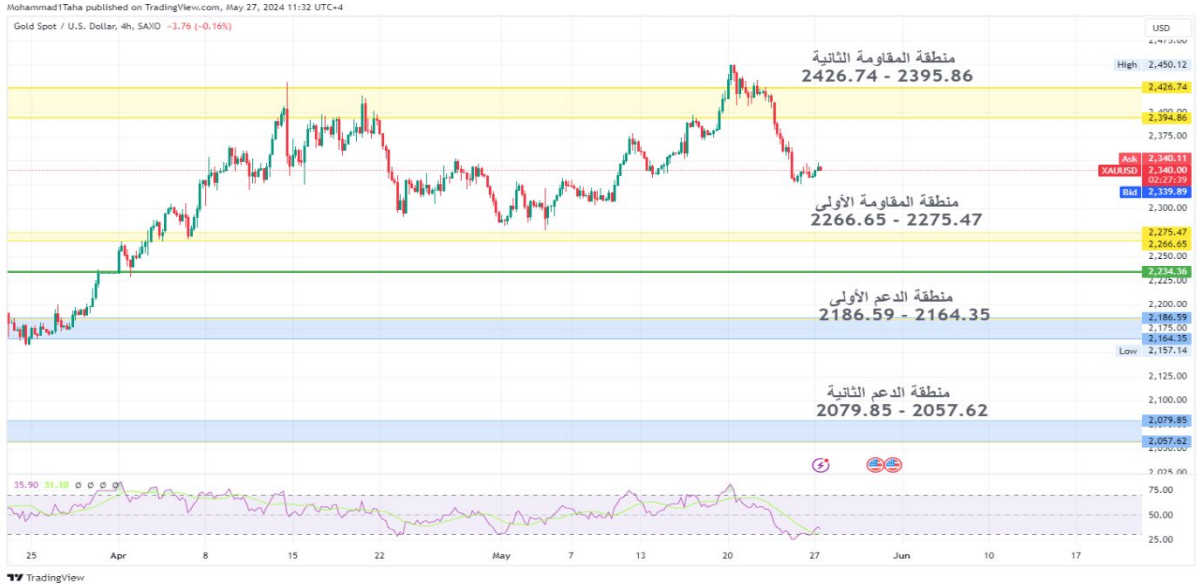 Mohammad1Taha published on TradingView.com, May 27, 2024 11:32 UTC+4
Gold Spot / U.S. Dollar, 4h, SAXO −3.76 (−0.16%)
USD
منطقة المقاومة الثانية
2426.74 - 2395.86
High 2,450.12
2,426.74
2,394.86
2,375.00
Ask 2,340.11
XAUUSD 2,340.00
02:27:39
Bid 2,339.89
2,300.00
منطقة المقاومة الأولى
2266.65 - 2275.47
2,275.47
2,266.65
2,250.00
2,234.36
2,225.00
2,200.00
منطقة الدعم الأولى
2186.59 - 2164.35
2,186.59
2,175.00
2,164.35
Low 2,157.14
2,125.00
2,100.00
منطقة الدعم الثانية
2079.85 - 2057.62
2,079.85
2,057.62
2,025.00
35.90 31.10 Ø Ø Ø Ø
75.00
50.00
25.00
25 Apr 8 15 22 May 7 13 20 27 Jun 10 17
TradingView